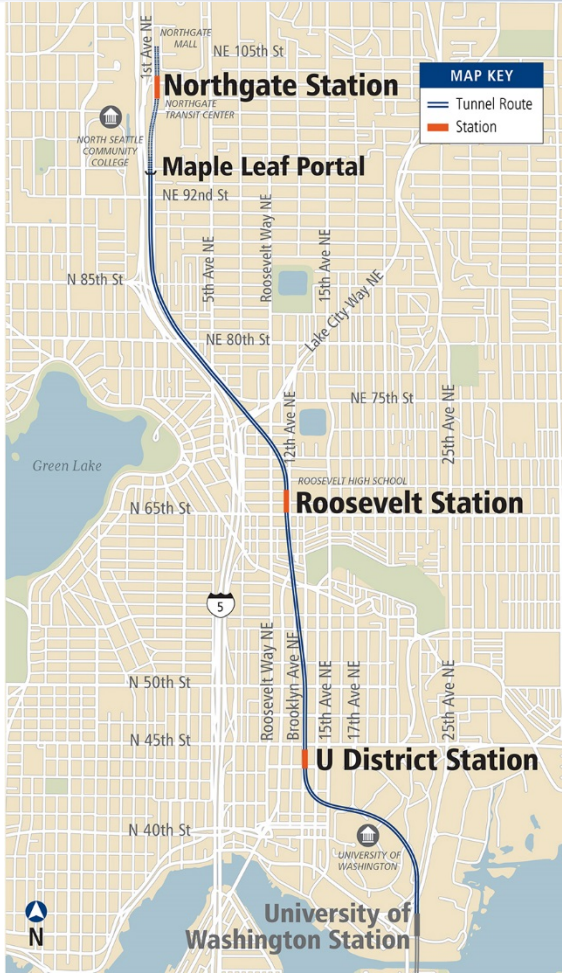 1st Ave NE
NORTHGATE
MALL
NE 105th St
Northgate Station
NORTHGATE
TRANSIT CENTER
MAP KEY
Tunnel Route
Station
NORTH SEATTLE
COMMUNITY
COLLEGE
Maple Leaf Portal
NE 92nd St
N 85th St
5th Ave NE
Roosevelt Way NE
15th Ave NE
Lake City Way NE
NE 80th St
NE 75th St
12th Ave NE
25th Ave NE
Green Lake
ROOSEVELT HIGH SCHOOL
Roosevelt Station
N 65th St
5
Roosevelt Way NE
Brooklyn Ave NE
15th Ave NE
17th Ave NE
25th Ave NE
N 50th St
N 45th St
U District Station
N 40th St
UNIVERSITY OF
WASHINGTON
University of
Washington Station
N